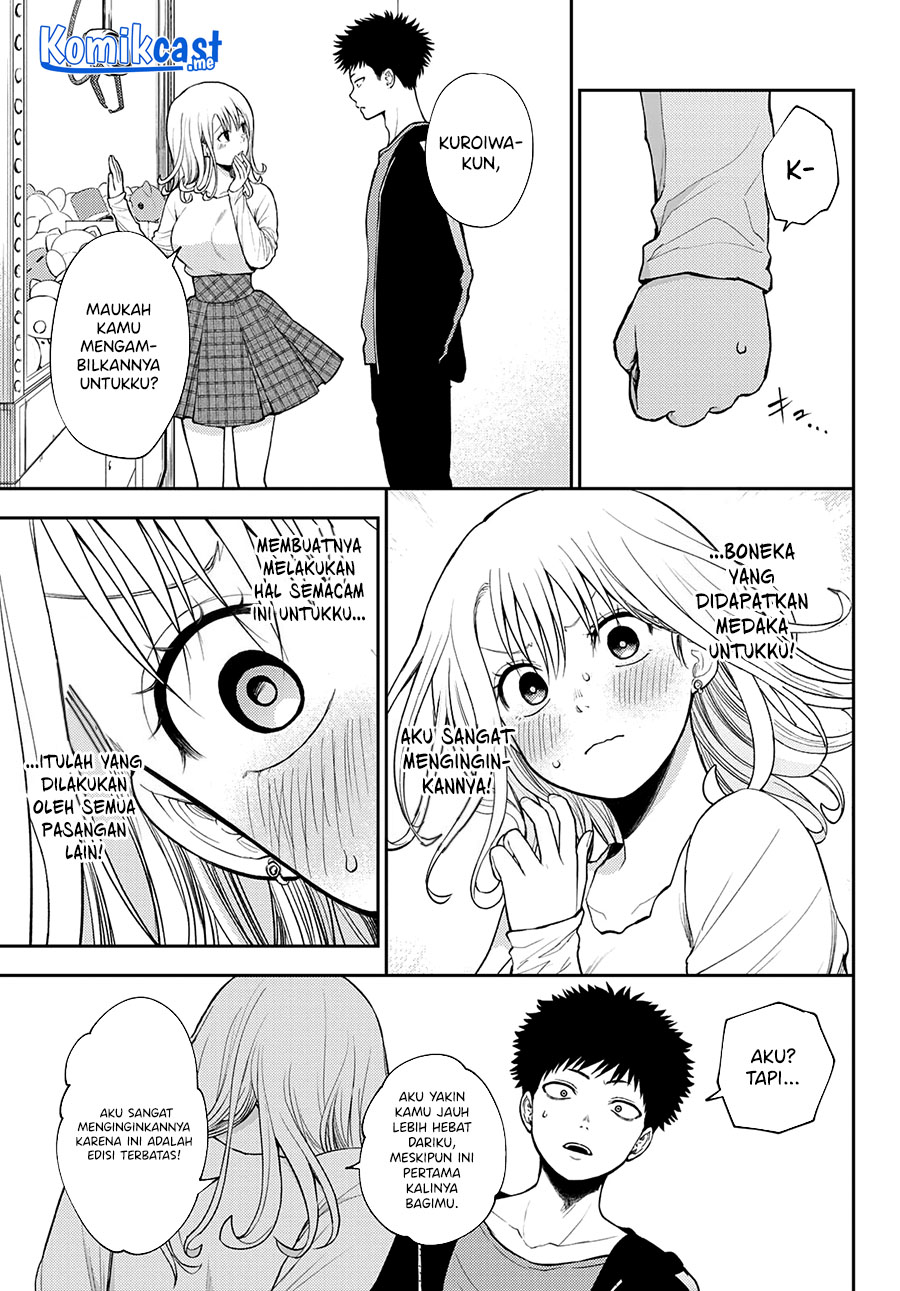 Komikcast
.me
K-
キュ...
KUROIWA-
KUN,
MAUKAH
KAMU
MENGAM-
BILKANNYA
UNTUKKU?
...BONEKA
YANG
DIDAPATKAN
MEDAKA
UNTUKKU!
AKU SANGAT
MENGINGIN-
KANNYA!
MEMBUATNYA
MELAKUKAN
HAL SEMACAM
INI UNTUKKU...
...ITULAH YANG
DILAKUKAN
OLEH SEMUA
PASANGAN
LAIN!
AKU?
TAPI...
AKU YAKIN
KAMU JAUH
LEBIH HEBAT
DARIKU,
MESKIPUN INI
PERTAMA
KALINYA
BAGIMU.
AKU SANGAT
MENGINGINKANNYA
KARENA INI ADALAH
EDISI TERBATAS!